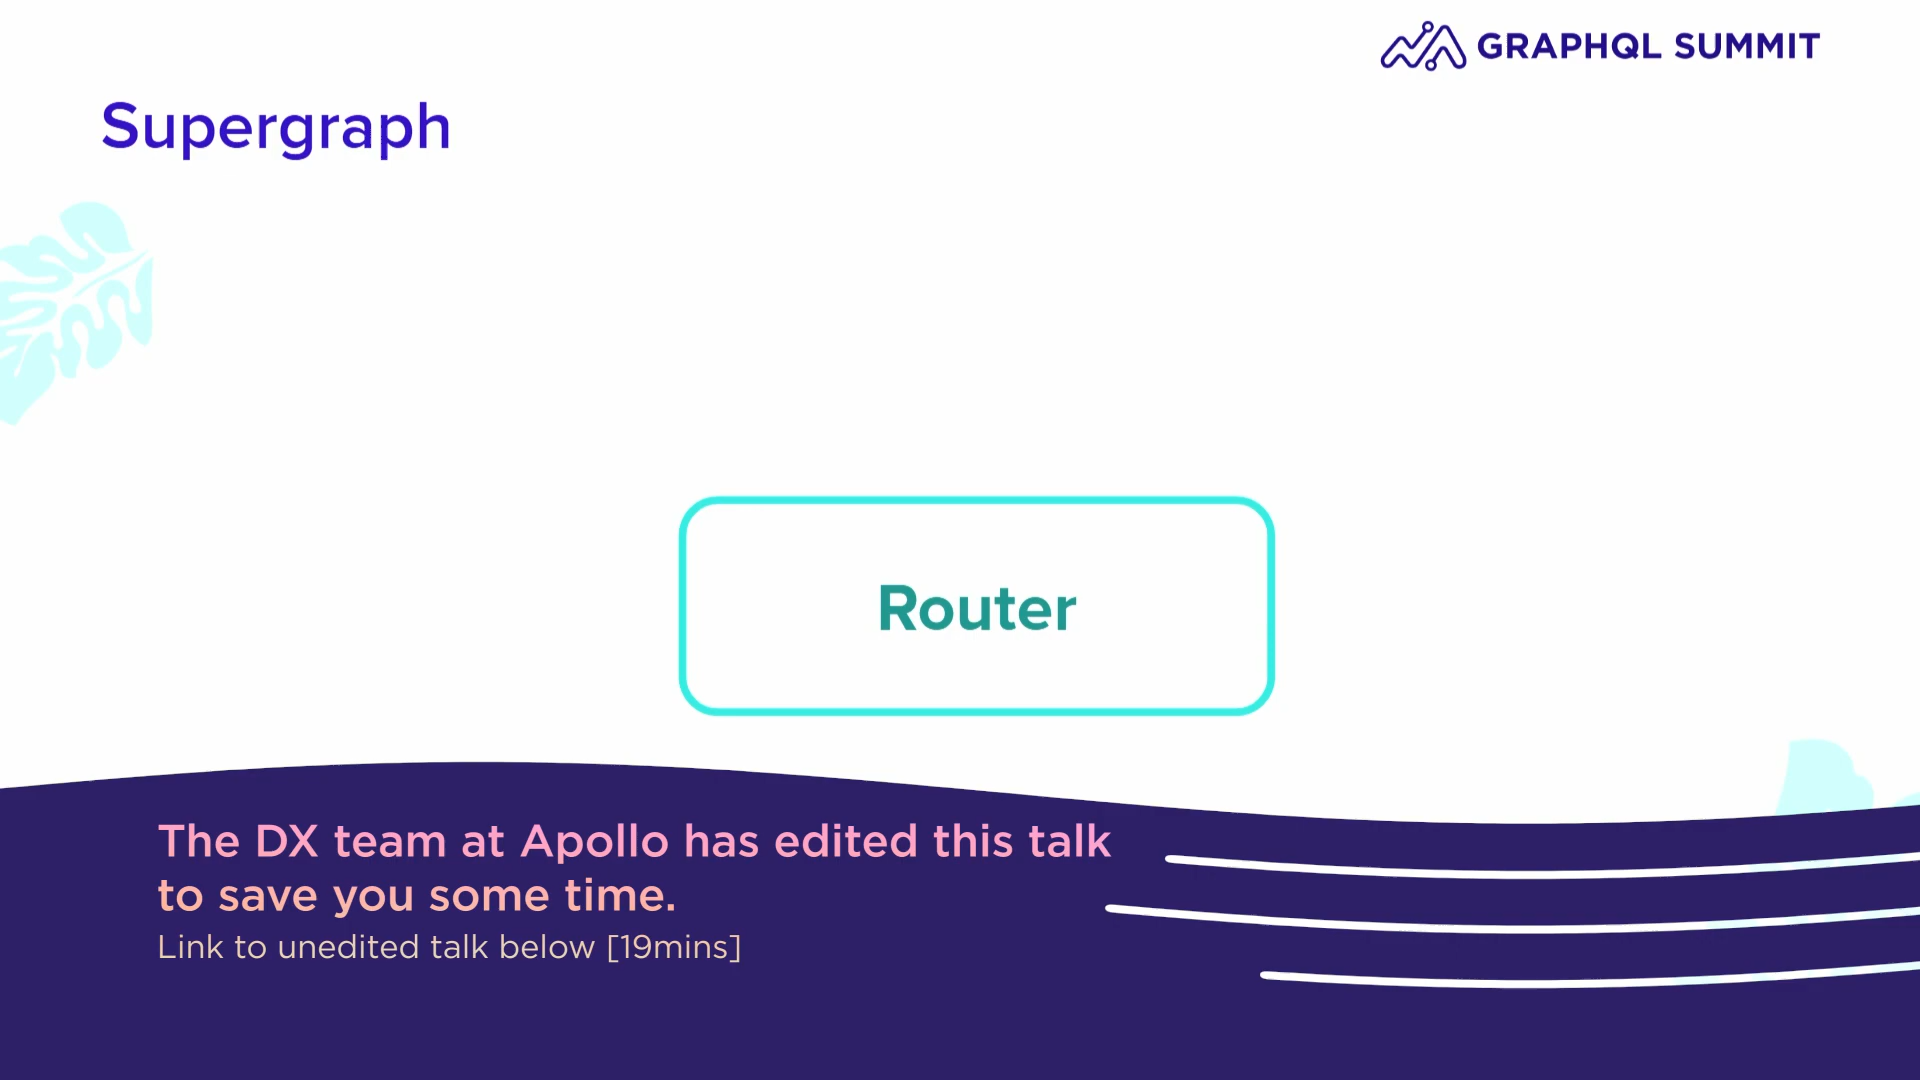 GRAPHQL SUMMIT
Supergraph
Router
The DX team at Apollo has edited this talk
to save you some time.
Link to unedited talk below [19mins]